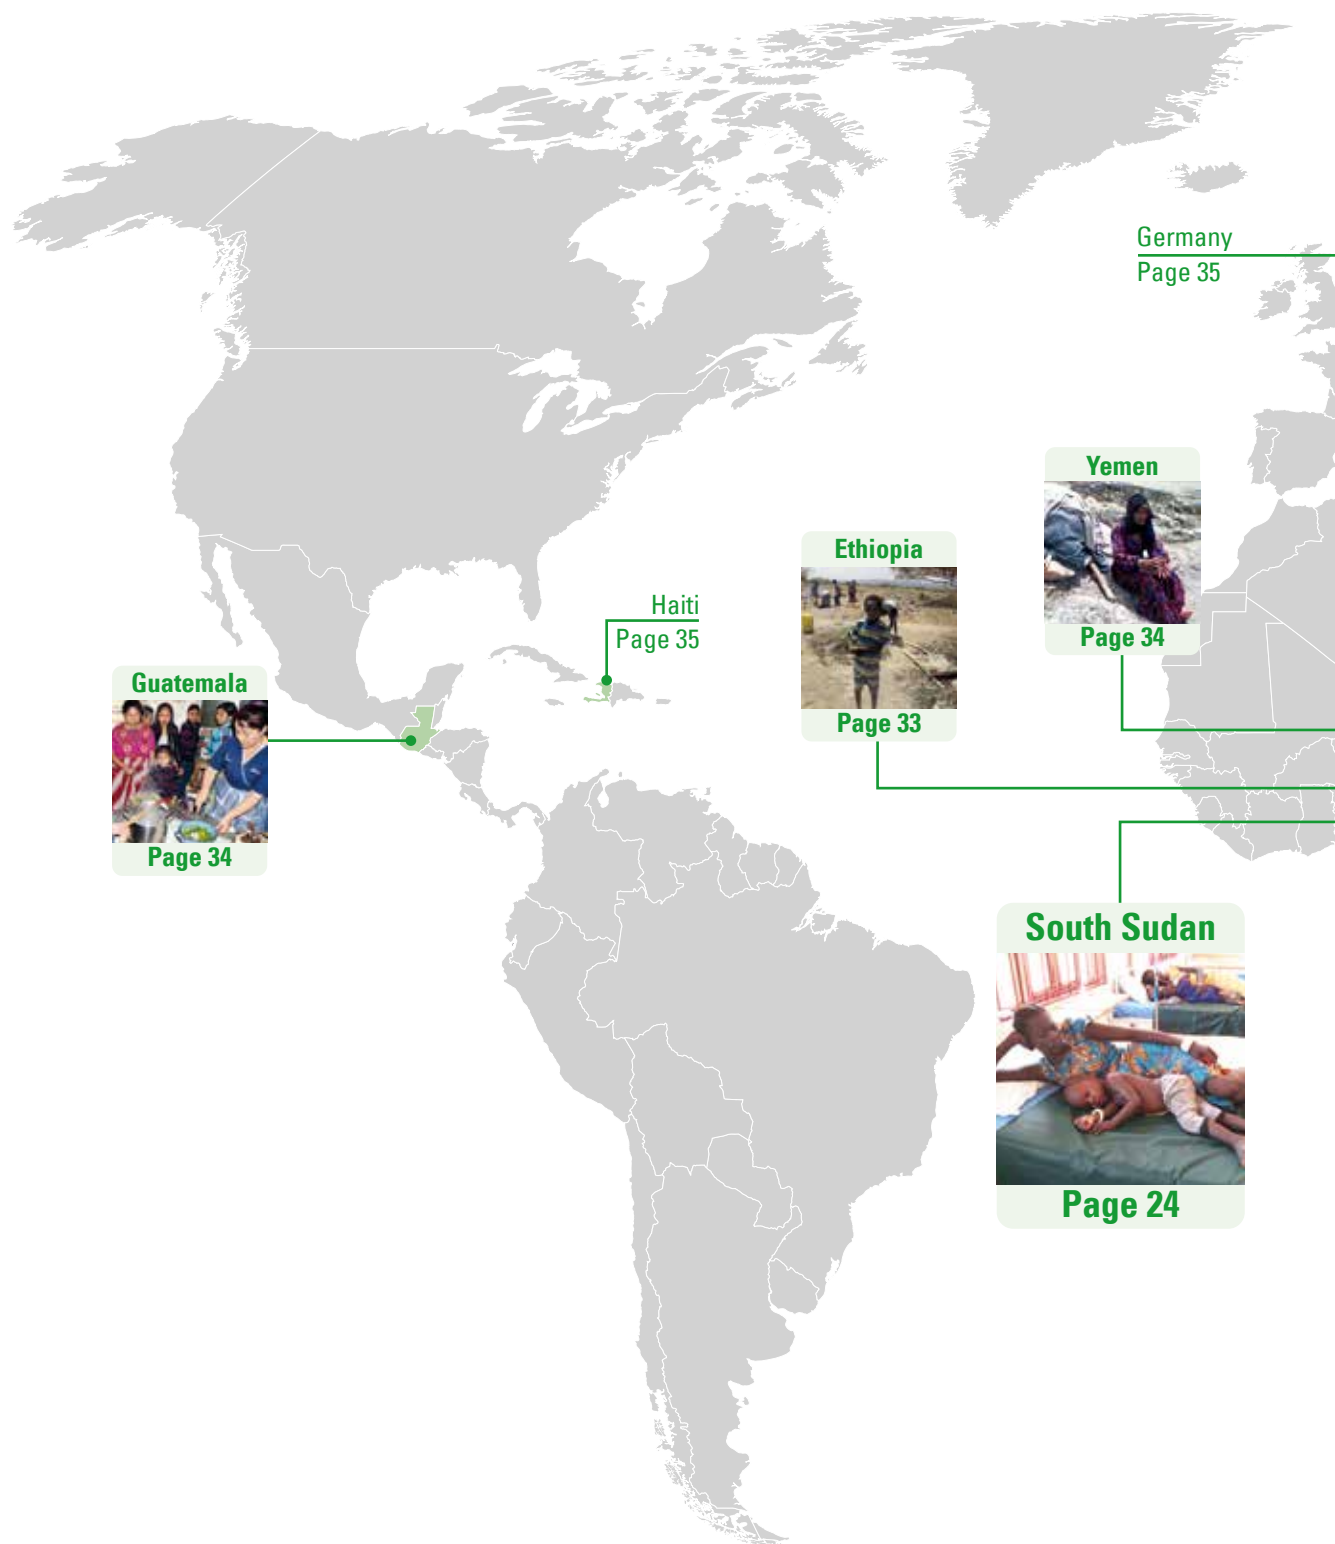 Germany
Page 35
Yemen
Page 34
Ethiopia
Page 33
Haiti
Page 35
Guatemala
Page 34
South Sudan
Page 24